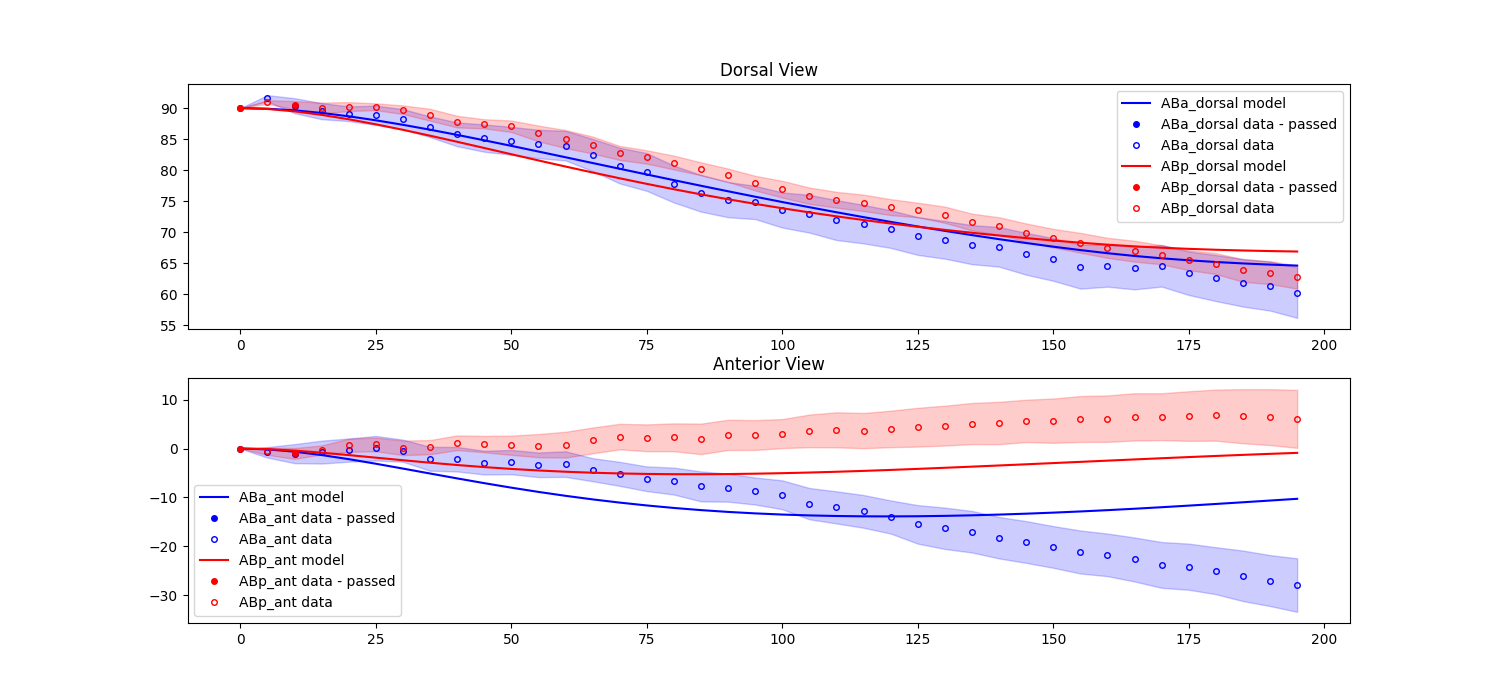 Dorsal View
90
85
80
75
70
65
60
55
ABa_dorsal model
ABa_dorsal data - passed
ABa_dorsal data
ABp_dorsal model
ABp_dorsal data - passed
ABp_dorsal data
0 25 50 75 100 125 150 175 200
Anterior View
10
0
−10
−20
−30
ABa_ant model
ABa_ant data - passed
ABa_ant data
ABp_ant model
ABp_ant data - passed
ABp_ant data
0 25 50 75 100 125 150 175 200